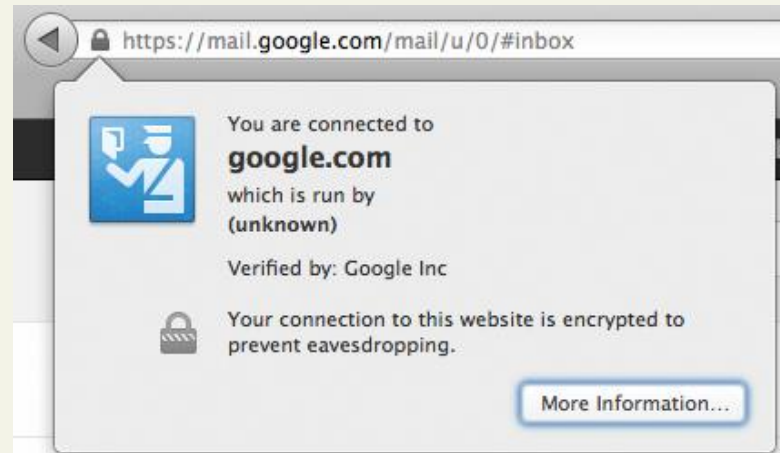 https://mail.google.com/mail/u/0/#inbox
You are connected to
google.com
which is run by
(unknown)
Verified by: Google Inc
Your connection to this website is encrypted to
prevent eavesdropping.
More Information...